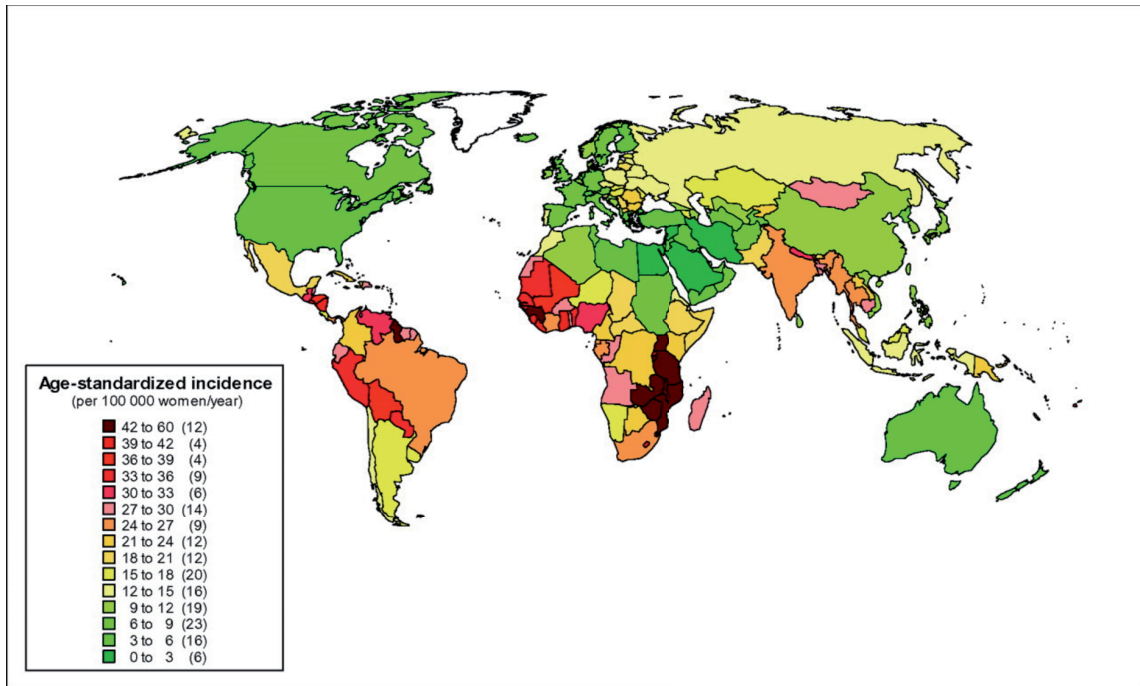 Age-standardized incidence
(per 100 000 women/year)
42 to 60 (12)
39 to 42 (4)
36 to 39 (4)
33 to 36 (9)
30 to 33 (6)
27 to 30 (14)
24 to 27 (9)
21 to 24 (12)
18 to 21 (12)
15 to 18 (20)
12 to 15 (16)
9 to 12 (19)
6 to 9 (23)
3 to 6 (16)
0 to 3 (6)